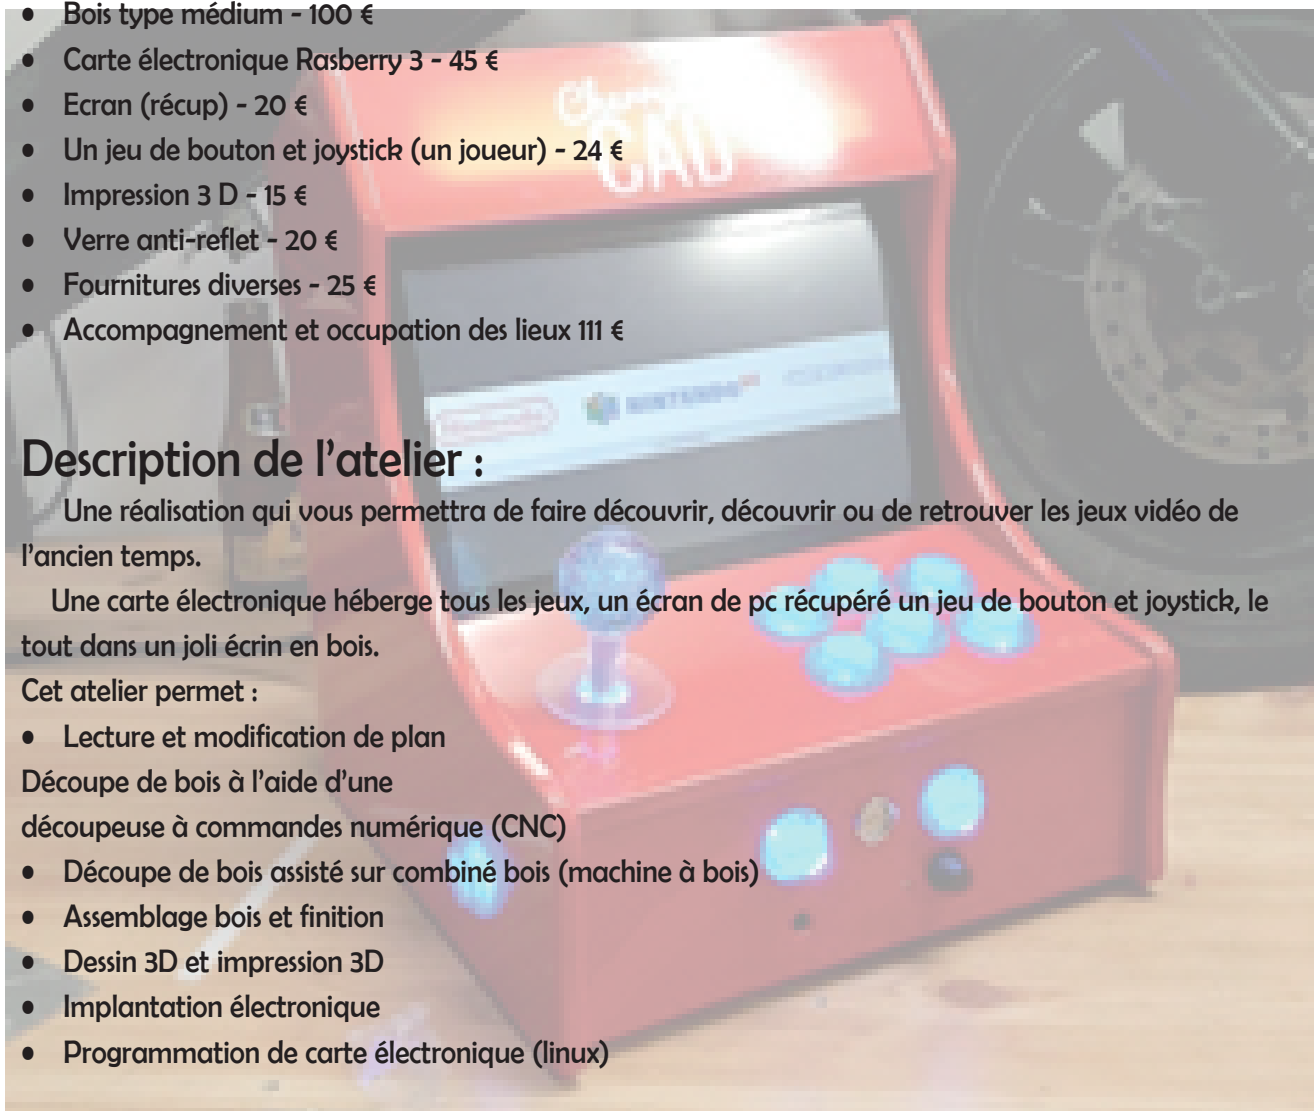 • Bois type médium - 100 €
• Carte électronique Rasberry 3 - 45 €
• Ecran (récup) - 20 €
• Un jeu de bouton et joystick (un joueur) - 24 €
• Impression 3 D - 15 €
• Verre anti-reflet - 20 €
• Fournitures diverses - 25 €
• Accompagnement et occupation des lieux 111 €
CAD
Nintendo
NINTENDO
Description de l’atelier :
Une réalisation qui vous permettra de faire découvrir, découvrir ou de retrouver les jeux vidéo de
l’ancien temps.
Une carte électronique héberge tous les jeux, un écran de pc récupéré un jeu de bouton et joystick, le
tout dans un joli écrin en bois.
Cet atelier permet :
• Lecture et modification de plan
Découpe de bois à l’aide d’une
découpeuse à commandes numérique (CNC)
• Découpe de bois assisté sur combiné bois (machine à bois)
• Assemblage bois et finition
• Dessin 3D et impression 3D
• Implantation électronique
• Programmation de carte électronique (linux)